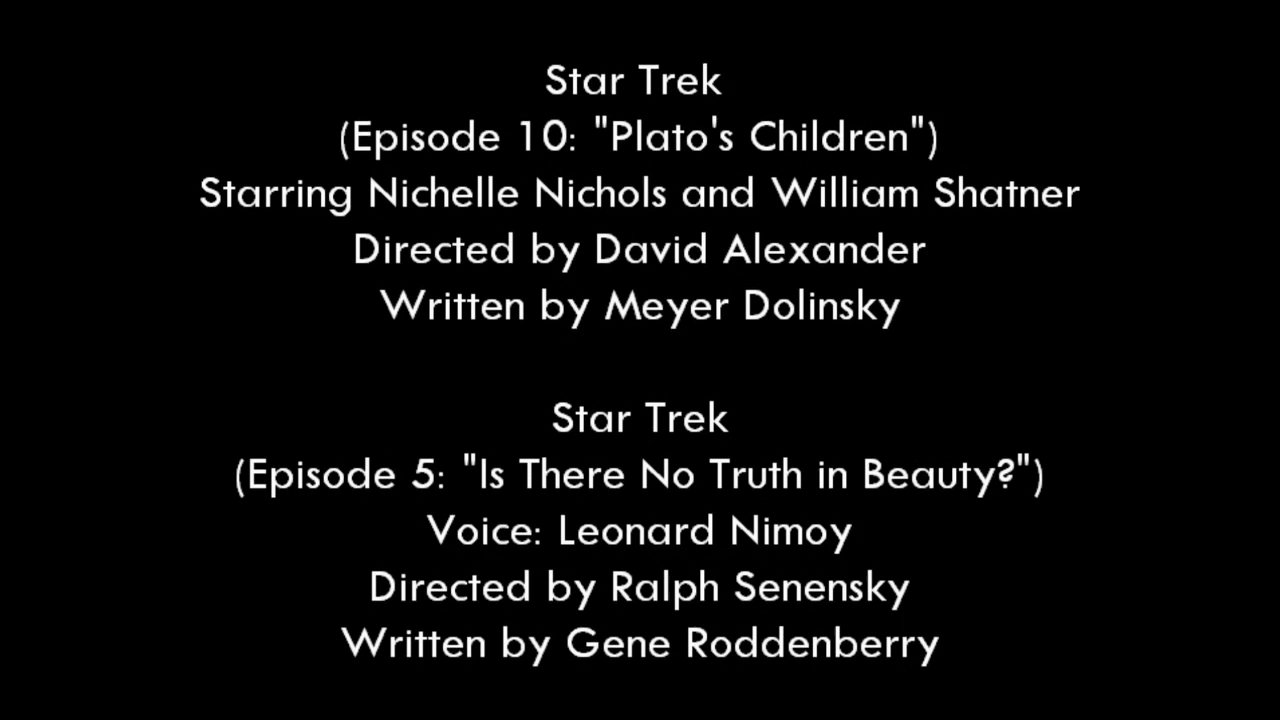 Star Trek
(Episode 10: "Plato's Children")
Starring Nichelle Nichols and William Shatner
Directed by David Alexander
Written by Meyer Dolinsky
Star Trek
(Episode 5: "Is There No Truth in Beauty?")
Voice: Leonard Nimoy
Directed by Ralph Senensky
Written by Gene Roddenberry